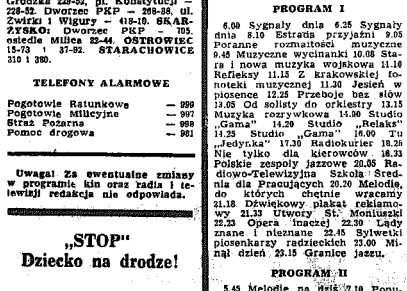 Grodzka 229-52, pl. Konstytucji —
228-52. Dworzec PKP — 268-88, ul.
Żwirki i Wigury — 418-10. SKAR-
ŻYSKO: Dworzec PKP — 705,
osiedle Milica 23-44. OSTROWIEC
15-73 i 37-92. STARACHOWICE
310 i 380.
TELEFONY ALARMOWE
Pogotowie Ratunkowe — 999
Pogotowie Milicyjne — 997
Straż Pożarna — 998
Pomoc drogowa — 981
Uwaga! Za ewentualne zmiany
w programie kin oraz radia i te-
lewizji redakcja nie odpowiada.
„STOP"
Dziecko na drodze!
PROGRAM I
6.00 Sygnały dnia 6.25 Sygnały
dnia 8.10 Estrada przyjaźni 9.05
Poranne rozmaitości muzyczne
9.45 Muzyczne wycinanki 10.08 Sta-
ra i nowa muzyka wojskowa 11.10
Refleksy 11.15 Z krakowskiej fo-
noteki muzycznej 11.30 Jesień w
piosence 12.25 Przeboje bez słów
13.05 Od solisty do orkiestry 13.15
Muzyka rozrywkowa 14.00 Studio
„Gama" 14.20 Studio „Relaks"
14.25 Studio „Gama" 16.00 Tu
„Jedynka" 17.30 Radiokurier 18.25
Nie tylko dla kierowców 18.33
Polskie zespoły jazzowe 20.05 Ra-
diowo-Telewizyjna Szkoła Śred-
nia dla Pracujących 20.20 Melodie,
do których chętnie wracamy
21.18 Dźwiękowy plakat reklamo-
wy 21.33 Utwory St. Moniuszki
22.23 Opera inaczej 22.30 Lądy
znane i nieznane 22.45 Sylwetki
piosenkarzy radzieckich 23.00 Mi-
nął dzień 23.15 Granice jazzu.
PROGRAM II
5.45 Melodie na dziś 7.10 Popu-